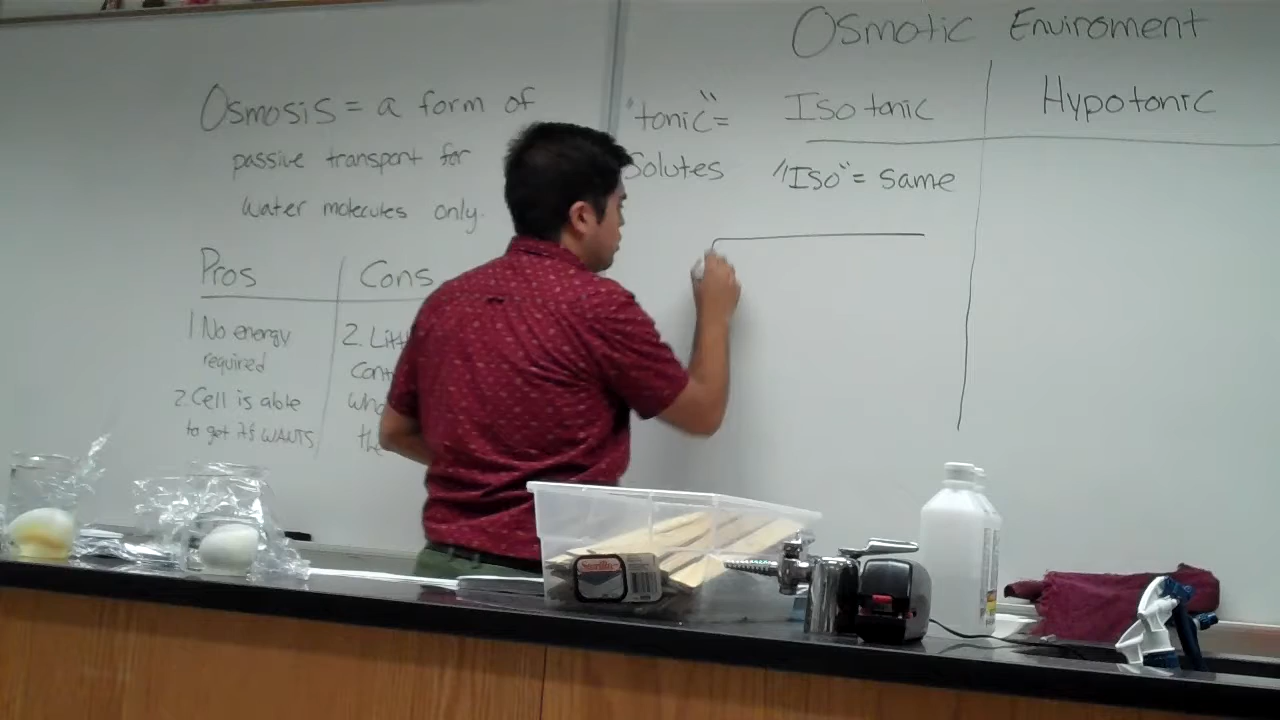 Osmosis = a form of
passive transport for
water molecules only.
Pros
Cons
1 No energy
required
2. Cell is able
to get its WANTS
2.
Osmotic Enviroment
"tonic" =
Solutes
Isotonic
Hypotonic
"Iso" = same